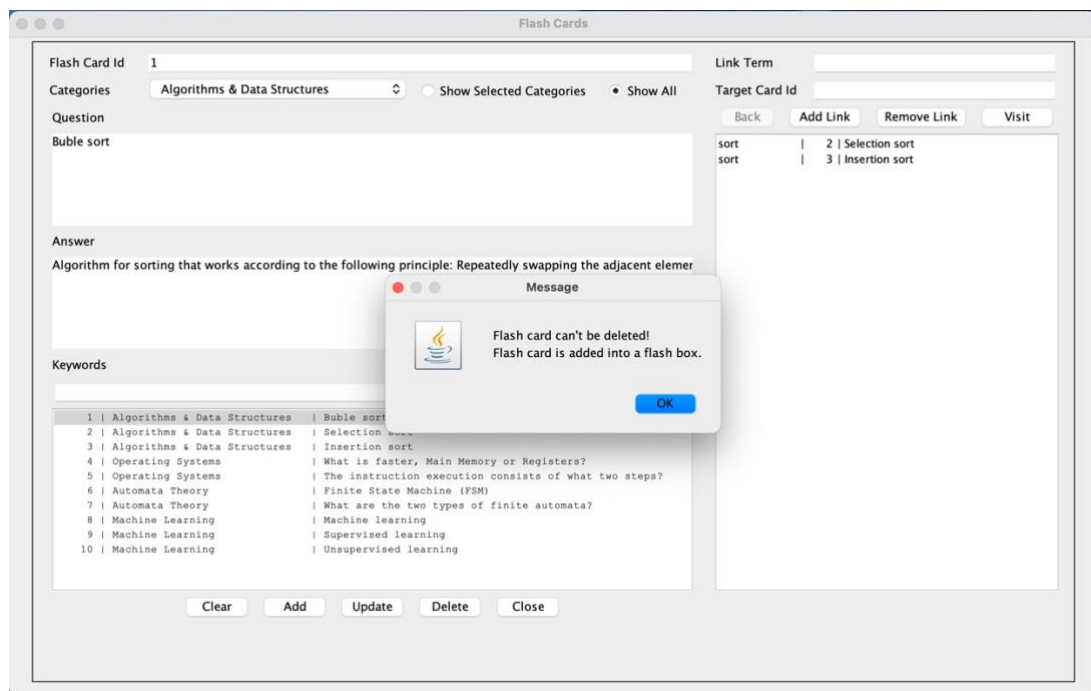 Flash Cards
Flash Card Id 1
Categories Algorithms & Data Structures Show Selected Categories Show All
Question
Buble sort
Answer
Algorithm for sorting that works according to the following principle: Repeatedly swapping the adjacent elemer
Keywords
1 | Algorithms & Data Structures | Buble sort
2 | Algorithms & Data Structures | Selection sort
3 | Algorithms & Data Structures | Insertion sort
4 | Operating Systems | What is faster, Main Memory or Registers?
5 | Operating Systems | The instruction execution consists of what two steps?
6 | Automata Theory | Finite State Machine (FSM)
7 | Automata Theory | What are the two types of finite automata?
8 | Machine Learning | Machine learning
9 | Machine Learning | Supervised learning
10 | Machine Learning | Unsupervised learning
Clear Add Update Delete Close
Link Term
Target Card Id
Back Add Link Remove Link Visit
sort | 2 | Selection sort
sort | 3 | Insertion sort
Message
Flash card can't be deleted!
Flash card is added into a flash box.
OK